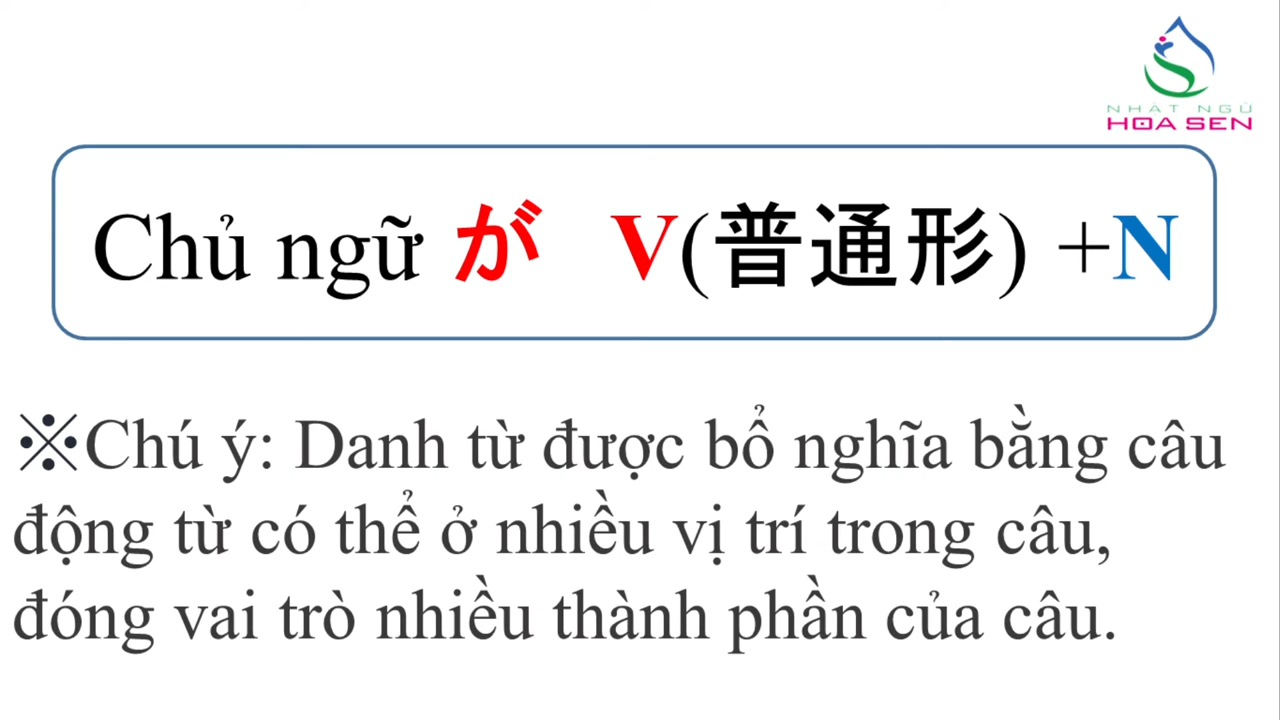 NHẬT NGỮ
HOA SEN
Chủ ngữ が V(普通形) +N
※Chú ý: Danh từ được bổ nghĩa bằng câu
động từ có thể ở nhiều vị trí trong câu,
đóng vai trò nhiều thành phần của câu.